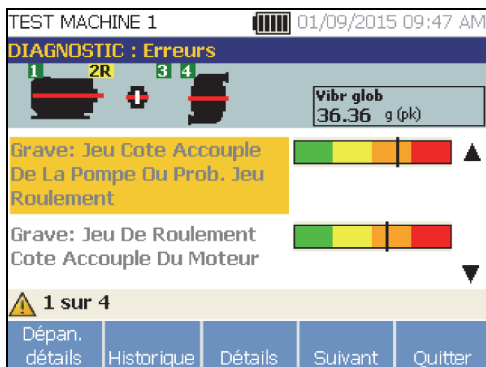 TEST MACHINE 1 01/09/2015 09:47 AM
DIAGNOSTIC : Erreurs
1 2R 3 4
Vibr glob
36.36 g (pk)
Grave: Jeu Cote Accouple
De La Pompe Ou Prob. Jeu
Roulement
Grave: Jeu De Roulement
Cote Accouple Du Moteur
1 sur 4
Dépan.
détails Historique Détails Suivant Quitter